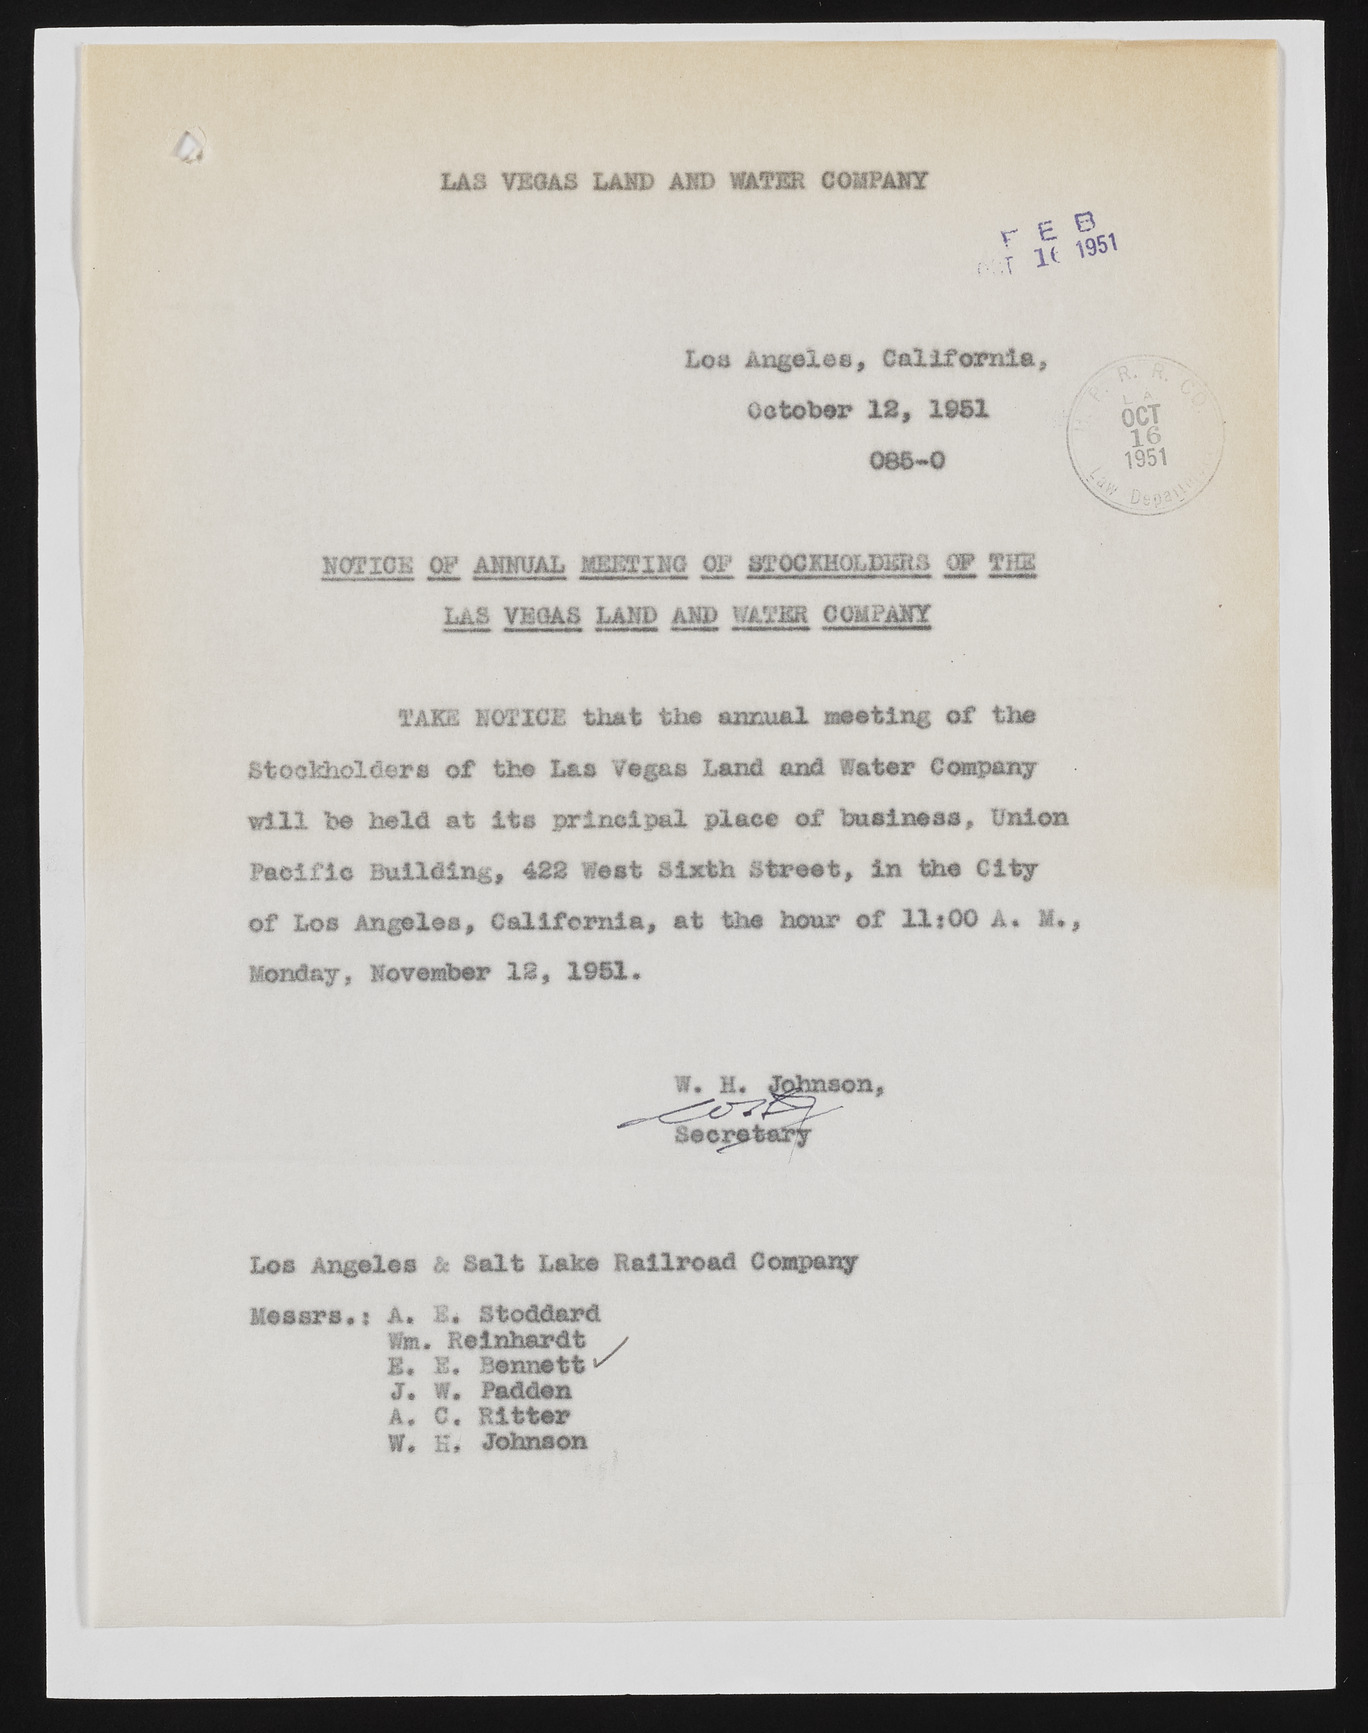 LAS VEGAS LAND AND WATER COMPANY
F E B
OCT 16 1951
Los Angeles, California,
October 12, 1951
085-0
U. P. R. R. CO.
L A
OCT
16
1951
Law Department
NOTICE OF ANNUAL MEETING OF STOCKHOLDERS OF THE
LAS VEGAS LAND AND WATER COMPANY
TAKE NOTICE that the annual meeting of the
Stockholders of the Las Vegas Land and Water Company
will be held at its principal place of business, Union
Pacific Building, 422 West Sixth Street, in the City
of Los Angeles, California, at the hour of 11:00 A. M.,
Monday, November 12, 1951.
W. H. Johnson,
Secretary
Los Angeles & Salt Lake Railroad Company
Messrs.: A. E. Stoddard
Wm. Reinhardt
E. E. Bennett ✓
J. W. Padden
A. C. Ritter
W. H. Johnson